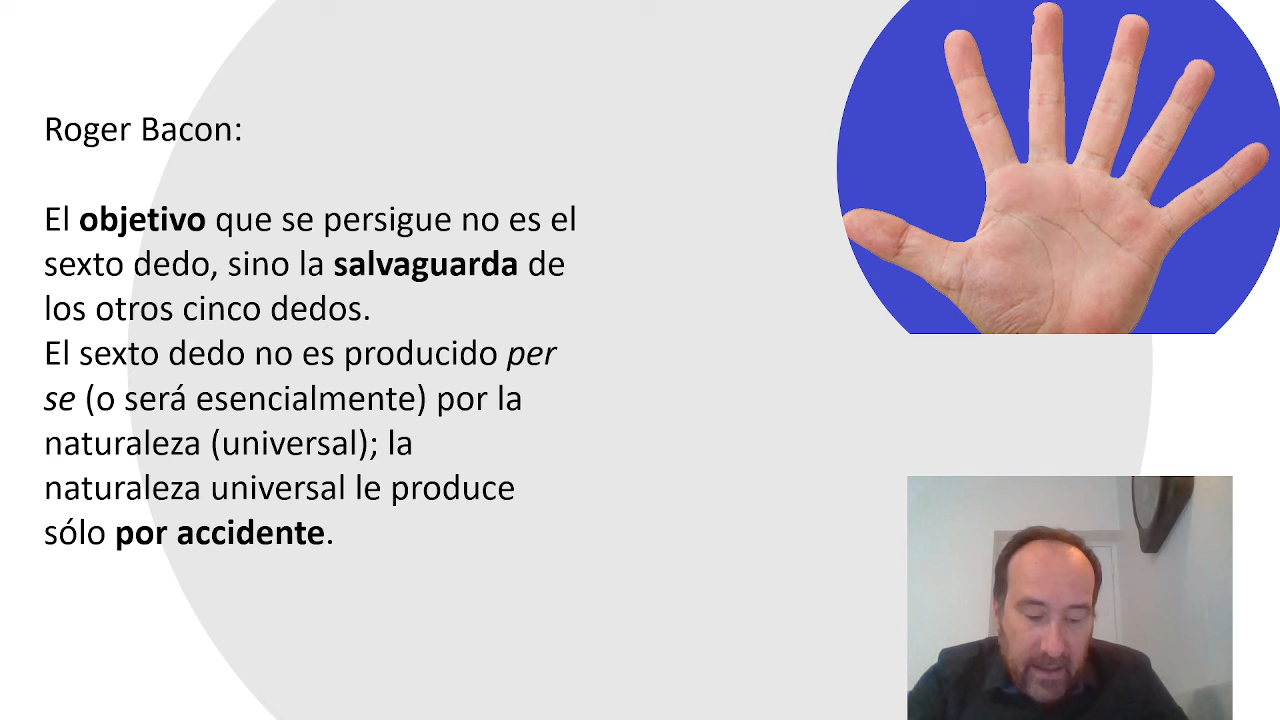 Roger Bacon:
El objetivo que se persigue no es el
sexto dedo, sino la salvaguarda de
los otros cinco dedos.
El sexto dedo no es producido per
se (o será esencialmente) por la
naturaleza (universal); la
naturaleza universal le produce
sólo por accidente.